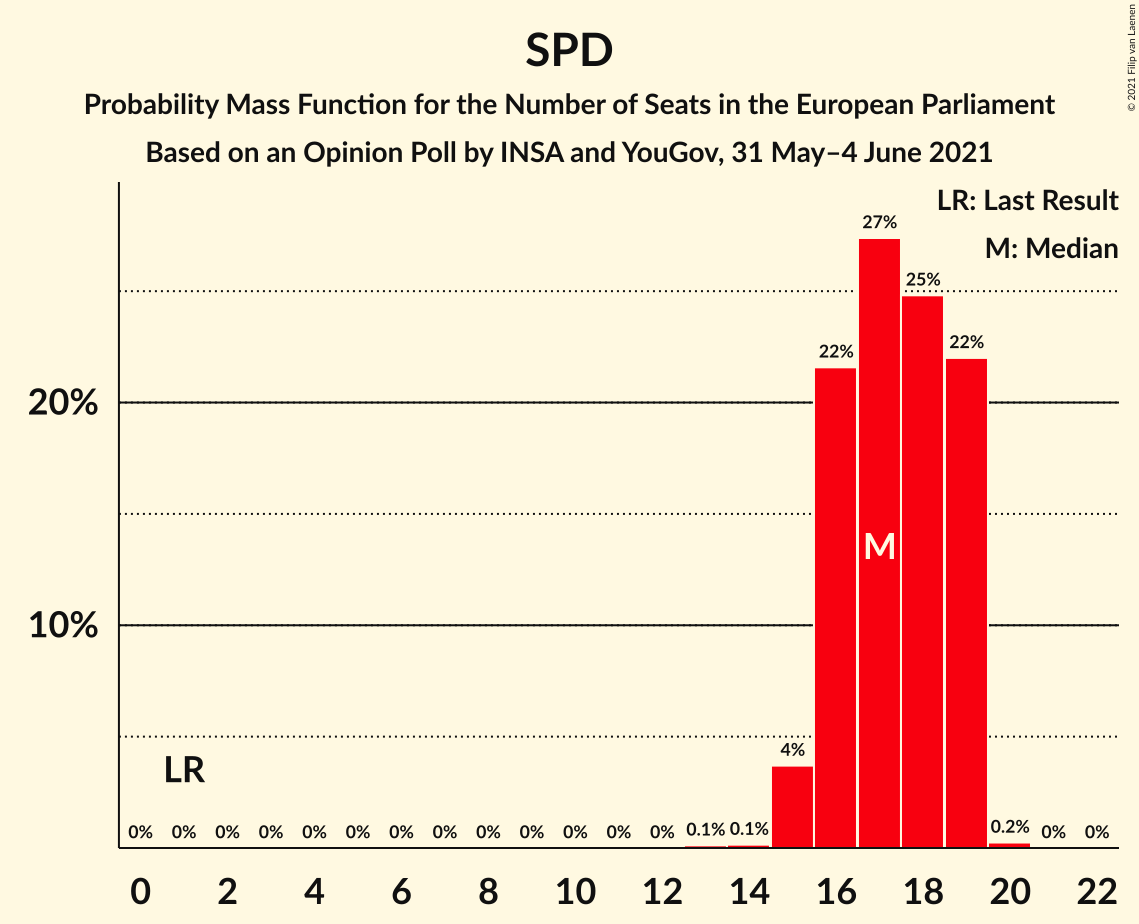 SPD
Probability Mass Function for the Number of Seats in the European Parliament
Based on an Opinion Poll by INSA and YouGov, 31 May–4 June 2021
© 2021 Filip van Laenen
LR: Last Result
M: Median
27%
25%
22%
22%
20%
M
10%
4%
LR
0% 0% 0% 0% 0% 0% 0% 0% 0% 0% 0% 0% 0% 0.1% 0.1% 0.2% 0% 0%
0 2 4 6 8 10 12 14 16 18 20 22